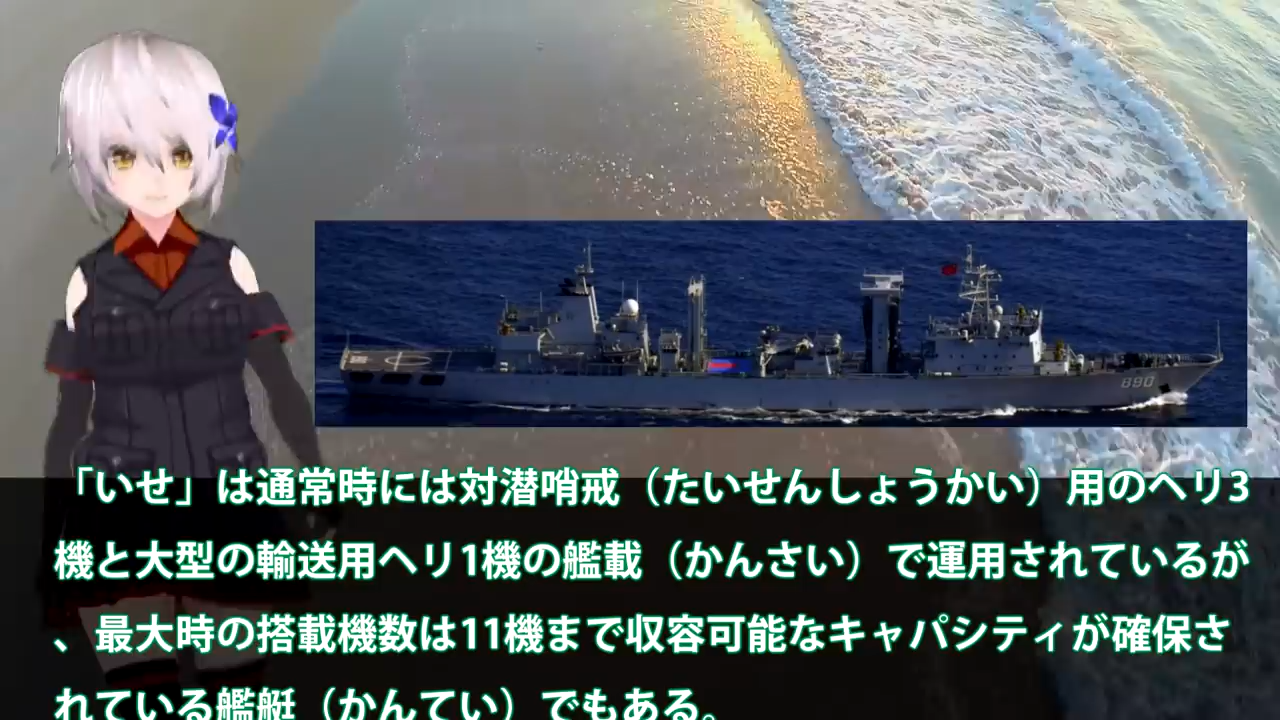 890
「いせ」は通常時には対潜哨戒（たいせんしょうかい）用のヘリ3
機と大型の輸送用ヘリ1機の艦載（かんさい）で運用されているが
、最大時の搭載機数は11機まで収容可能なキャパシティが確保さ
れている艦艇（かんてい）でもある。